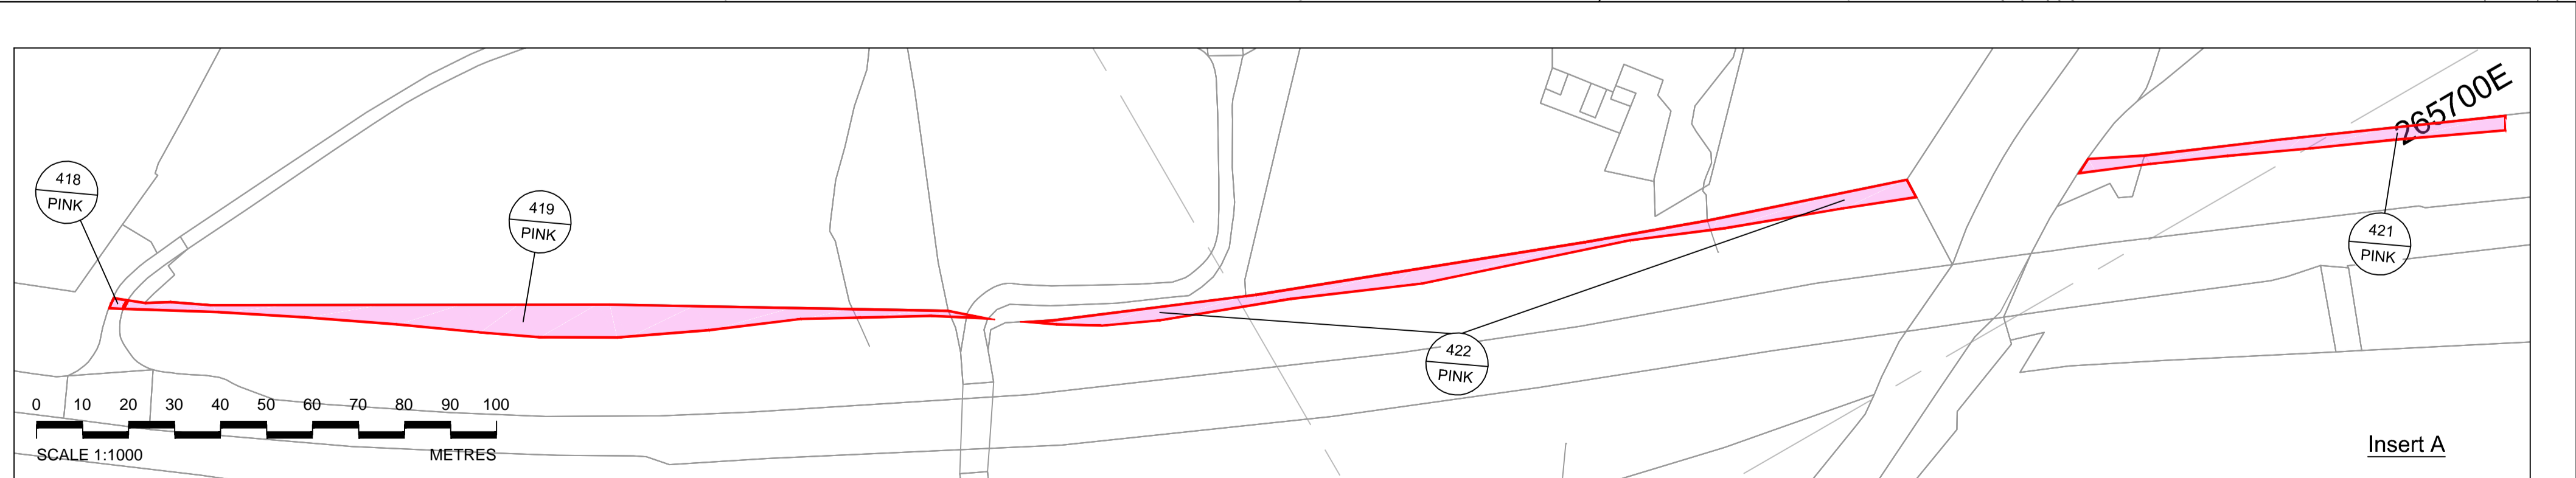 418
PINK
419
PINK
422
PINK
421
PINK
265700E
0 10 20 30 40 50 60 70 80 90 100
SCALE 1:1000 METRES
Insert A